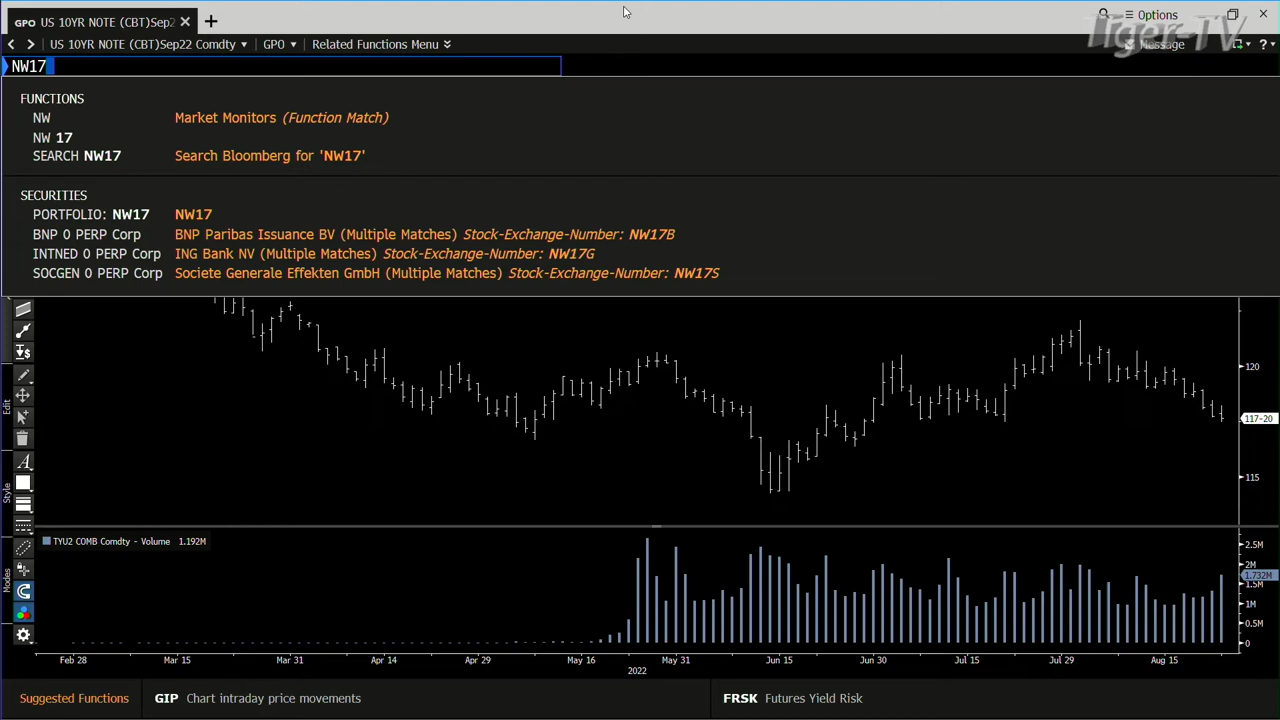 GPO US 10YR NOTE (CBT)Sep2
Options
Tiger-TV
US 10YR NOTE (CBT)Sep22 Comdty GPO Related Functions Menu Message ?
NW17
FUNCTIONS
NW Market Monitors (Function Match)
NW 17
SEARCH NW17 Search Bloomberg for 'NW17'
SECURITIES
PORTFOLIO: NW17 NW17
BNP 0 PERP Corp BNP Paribas Issuance BV (Multiple Matches) Stock-Exchange-Number: NW17B
INTNED 0 PERP Corp ING Bank NV (Multiple Matches) Stock-Exchange-Number: NW17G
SOCGEN 0 PERP Corp Societe Generale Effekten GmbH (Multiple Matches) Stock-Exchange-Number: NW17S
120
117-20
115
Edit
Style
Modes
TYU2 COMB Comdty - Volume 1.192M
2.5M
2M
1.732M
1.5M
1M
0.5M
0
Feb 28 Mar 15 Mar 31 Apr 14 Apr 29 May 16 May 31 Jun 15 Jun 30 Jul 15 Jul 29 Aug 15
2022
Suggested Functions GIP Chart intraday price movements FRSK Futures Yield Risk